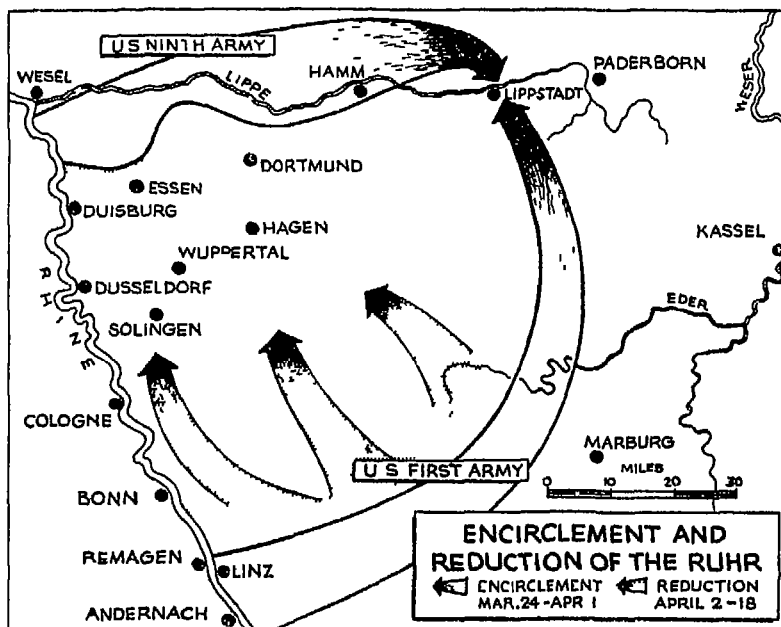 US NINTH ARMY
WESEL
LIPPE
HAMM
LIPPSTADT
PADERBORN
WESER
DORTMUND
ESSEN
DUISBURG
HAGEN
WUPPERTAL
KASSEL
DUSSELDORF
EDER
RHINE
SOLINGEN
COLOGNE
MARBURG
US FIRST ARMY
MILES
0 10 20 30
BONN
REMAGEN
LINZ
ANDERNACH
ENCIRCLEMENT AND
REDUCTION OF THE RUHR
ENCIRCLEMENT REDUCTION
MAR. 24-APR 1 APRIL 2-18